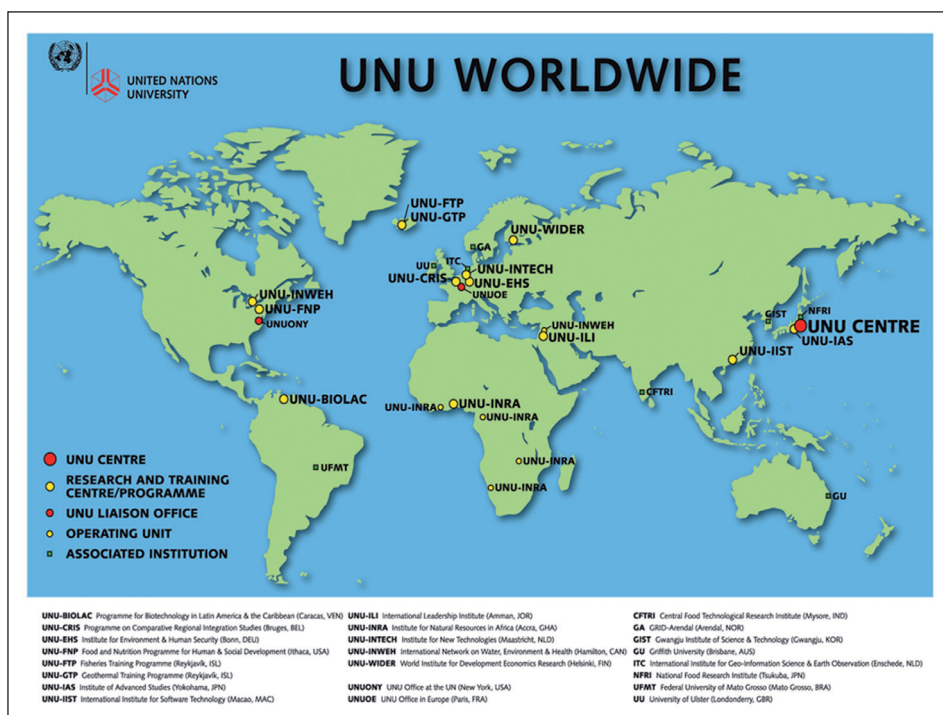 UNITED NATIONS
UNIVERSITY
UNU WORLDWIDE
UNU-FTP
UNU-GTP
UNU-WIDER
GA
ITC
UU
UNU-INTECH
UNU-CRIS
UNU-EHS
UNUOE
UNU-INWEH
UNU-FNP
UNUONY
UNU-INWEH
UNU-ILI
GIST
NFRI
UNU CENTRE
UNU-IAS
UNU-IIST
CFTRI
UNU-BIOLAC
UNU-INRA
UNU-INRA
UNU-INRA
UNU-INRA
UNU-INRA
UFMT
GU
UNU CENTRE
RESEARCH AND TRAINING
CENTRE/PROGRAMME
UNU LIAISON OFFICE
OPERATING UNIT
ASSOCIATED INSTITUTION
UNU-BIOLAC Programme for Biotechnology in Latin America & the Caribbean (Caracas, VEN)
UNU-CRIS Programme on Comparative Regional Integration Studies (Bruges, BEL)
UNU-EHS Institute for Environment & Human Security (Bonn, DEU)
UNU-FNP Food and Nutrition Programme for Human & Social Development (Ithaca, USA)
UNU-FTP Fisheries Training Programme (Reykjavík, ISL)
UNU-GTP Geothermal Training Programme (Reykjavík, ISL)
UNU-IAS Institute of Advanced Studies (Yokohama, JPN)
UNU-IIST International Institute for Software Technology (Macao, MAC)
UNU-ILI International Leadership Institute (Amman, JOR)
UNU-INRA Institute for Natural Resources in Africa (Accra, GHA)
UNU-INTECH Institute for New Technologies (Maastricht, NLD)
UNU-INWEH International Network on Water, Environment & Health (Hamilton, CAN)
UNU-WIDER World Institute for Development Economics Research (Helsinki, FIN)
UNUONY UNU Office at the UN (New York, USA)
UNUOE UNU Office in Europe (Paris, FRA)
CFTRI Central Food Technological Research Institute (Mysore, IND)
GA GRID-Arendal (Arendal, NOR)
GIST Gwangju Institute of Science & Technology (Gwangju, KOR)
GU Griffith University (Brisbane, AUS)
ITC International Institute for Geo-Information Science & Earth Observation (Enschede, NLD)
NFRI National Food Research Institute (Tsukuba, JPN)
UFMT Federal University of Mato Grosso (Mato Grosso, BRA)
UU University of Ulster (Londonderry, GBR)